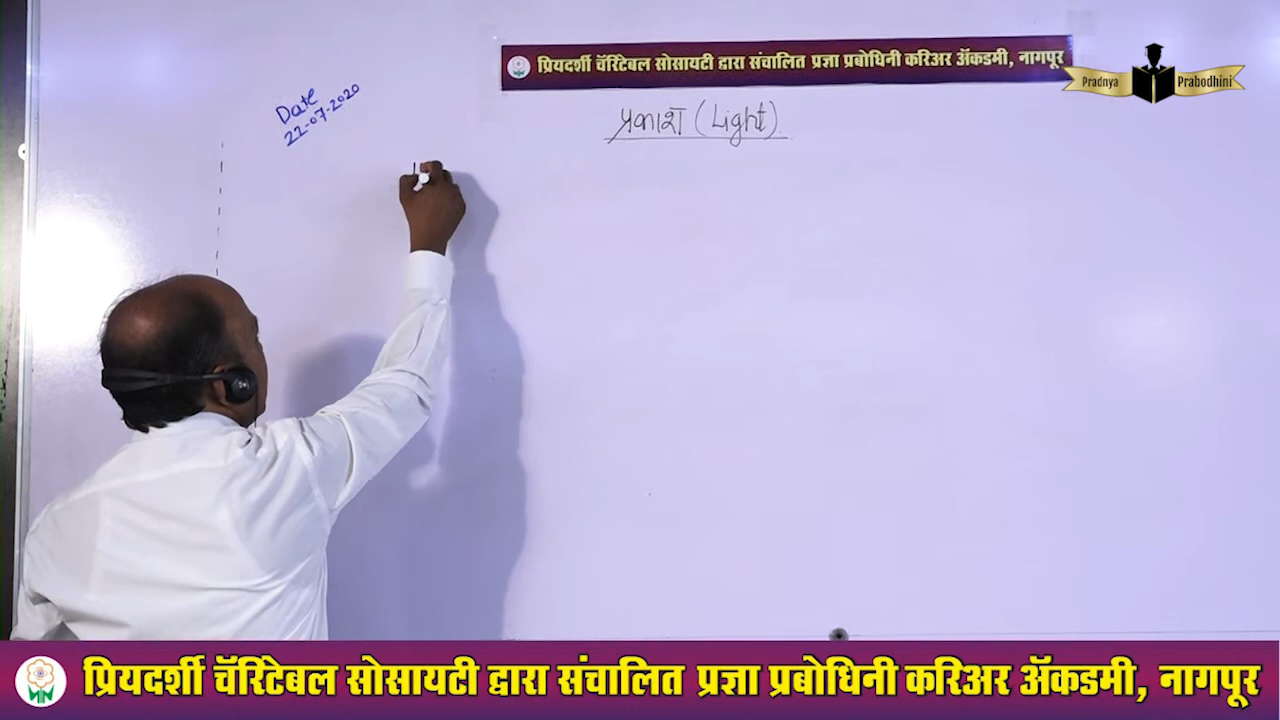 प्रियदर्शी चॅरिटेबल सोसायटी द्वारा संचालित प्रज्ञा प्रबोधिनी करिअर ॲकडमी, नागपूर
Pradnya Prabodhini
Date
22-07-2020
प्रकाश (Light)
प्रियदर्शी चॅरिटेबल सोसायटी द्वारा संचालित प्रज्ञा प्रबोधिनी करिअर ॲकडमी, नागपूर